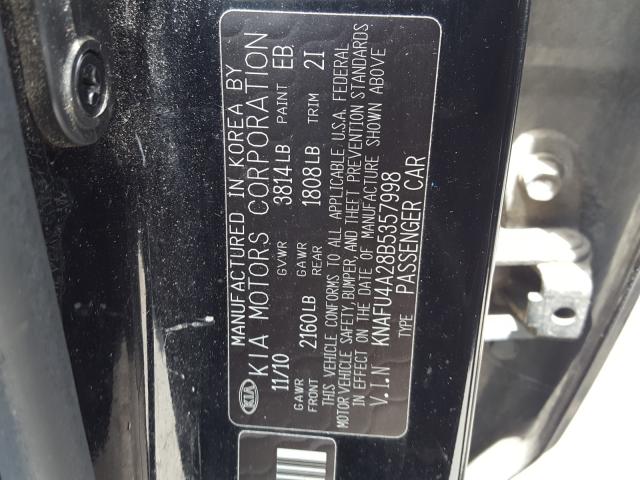 KIA MANUFACTURED IN KOREA BY
KIA MOTORS CORPORATION
11/10 GVWR 3814LB PAINT EB
GAWR FRONT 2160LB GAWR REAR 1808LB TRIM 2I
THIS VEHICLE CONFORMS TO ALL APPLICABLE U.S.A. FEDERAL
MOTOR VEHICLE SAFETY, BUMPER, AND THEFT PREVENTION STANDARDS
IN EFFECT ON THE DATE OF MANUFACTURE SHOWN ABOVE
V.I.N KNAFU4A28B5357998
TYPE PASSENGER CAR